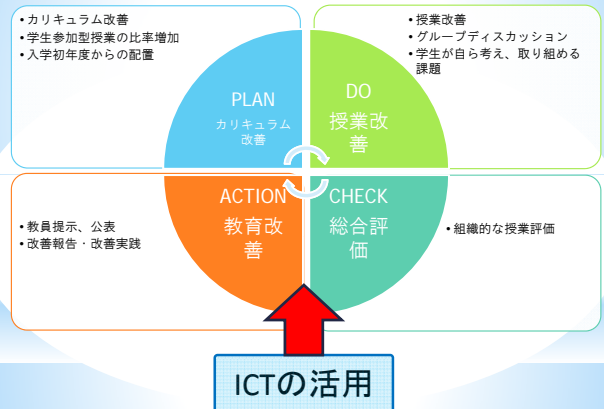 •カリキュラム改善
•学生参加型授業の比率増加
•入学初年度からの配置
•授業改善
•グループディスカッション
•学生が自ら考え、取り組める
課題
PLAN
カリキュラム
改善
DO
授業改
善
ACTION
教育改
善
CHECK
総合評
価
•教員提示、公表
•改善報告・改善実践
•組織的な授業評価
ICTの活用